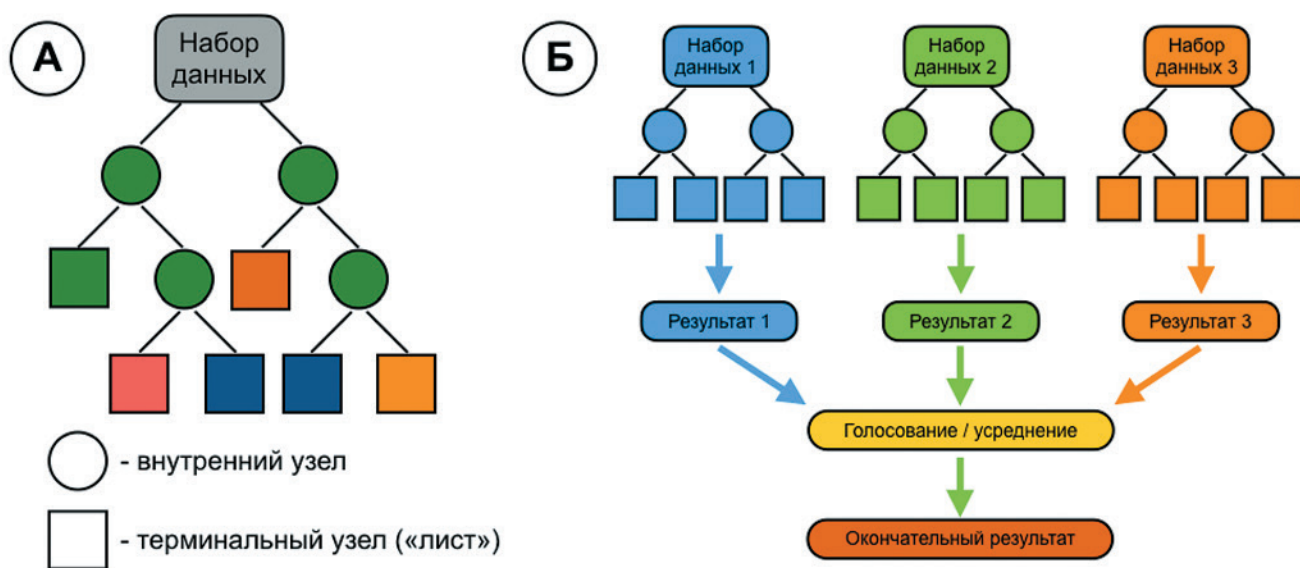 А
Набор
данных
- внутренний узел
- терминальный узел («лист»)
Б
Набор
данных 1
Набор
данных 2
Набор
данных 3
Результат 1
Результат 2
Результат 3
Голосование / усреднение
Окончательный результат